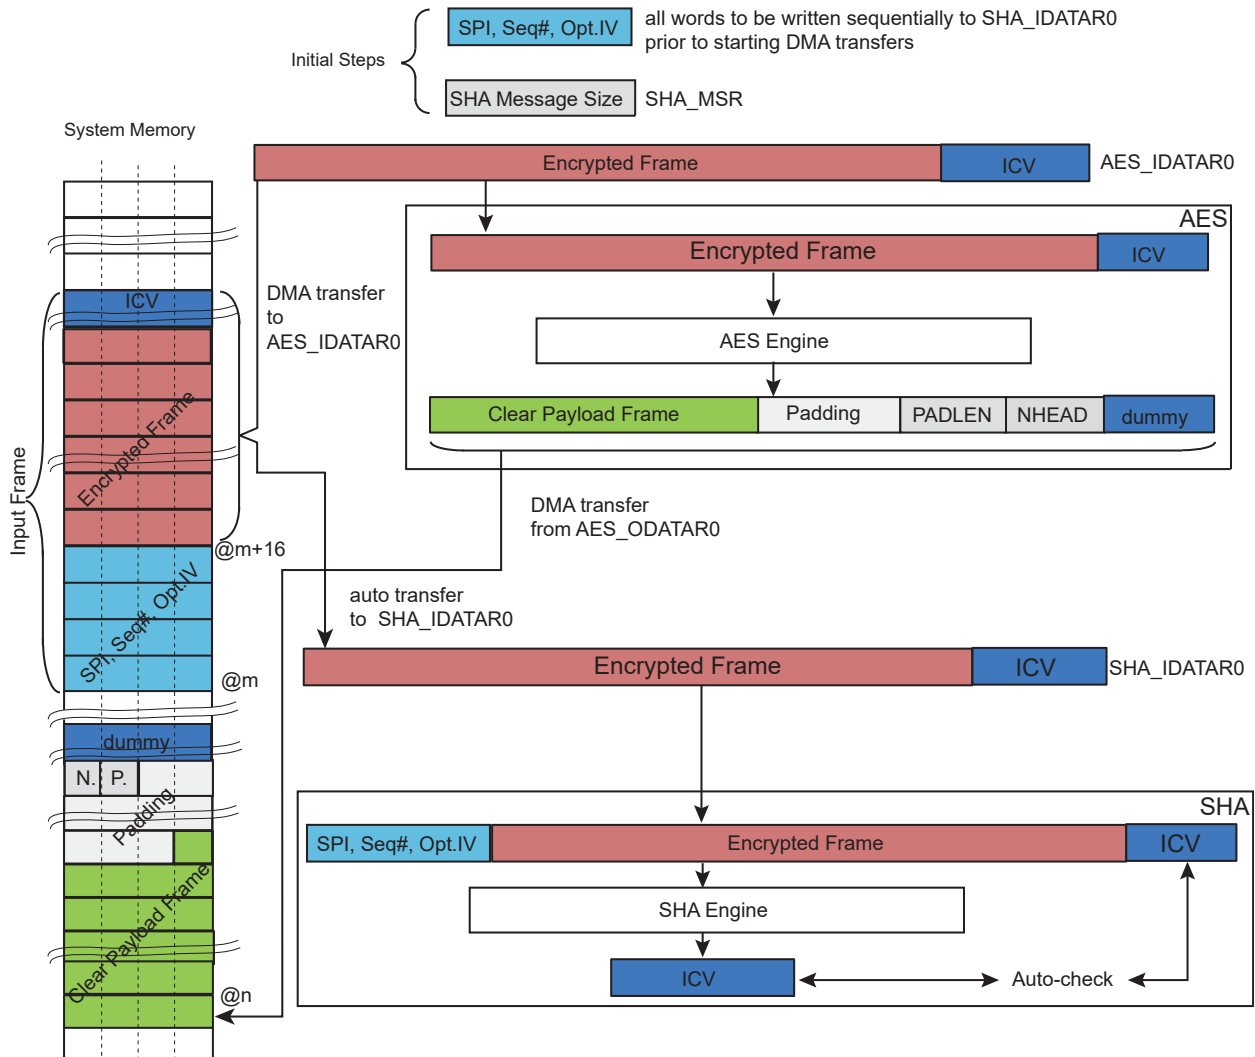 SPI, Seq#, Opt.IV
all words to be written sequentially to SHA_IDATAR0
prior to starting DMA transfers
Initial Steps
SHA Message Size
SHA_MSR
System Memory
Encrypted Frame
ICV
AES_IDATAR0
AES
Encrypted Frame
ICV
ICV
DMA transfer
to
AES_IDATAR0
AES Engine
Clear Payload Frame
Padding
PADLEN
NHEAD
dummy
Encrypted Frame
Input Frame
DMA transfer
from AES_ODATAR0
@m+16
auto transfer
to SHA_IDATAR0
SPI, Seq#, Opt.IV
Encrypted Frame
ICV
SHA_IDATAR0
@m
dummy
N.
P.
Padding
SHA
SPI, Seq#, Opt.IV
Encrypted Frame
ICV
SHA Engine
Clear Payload Frame
ICV
Auto-check
@n